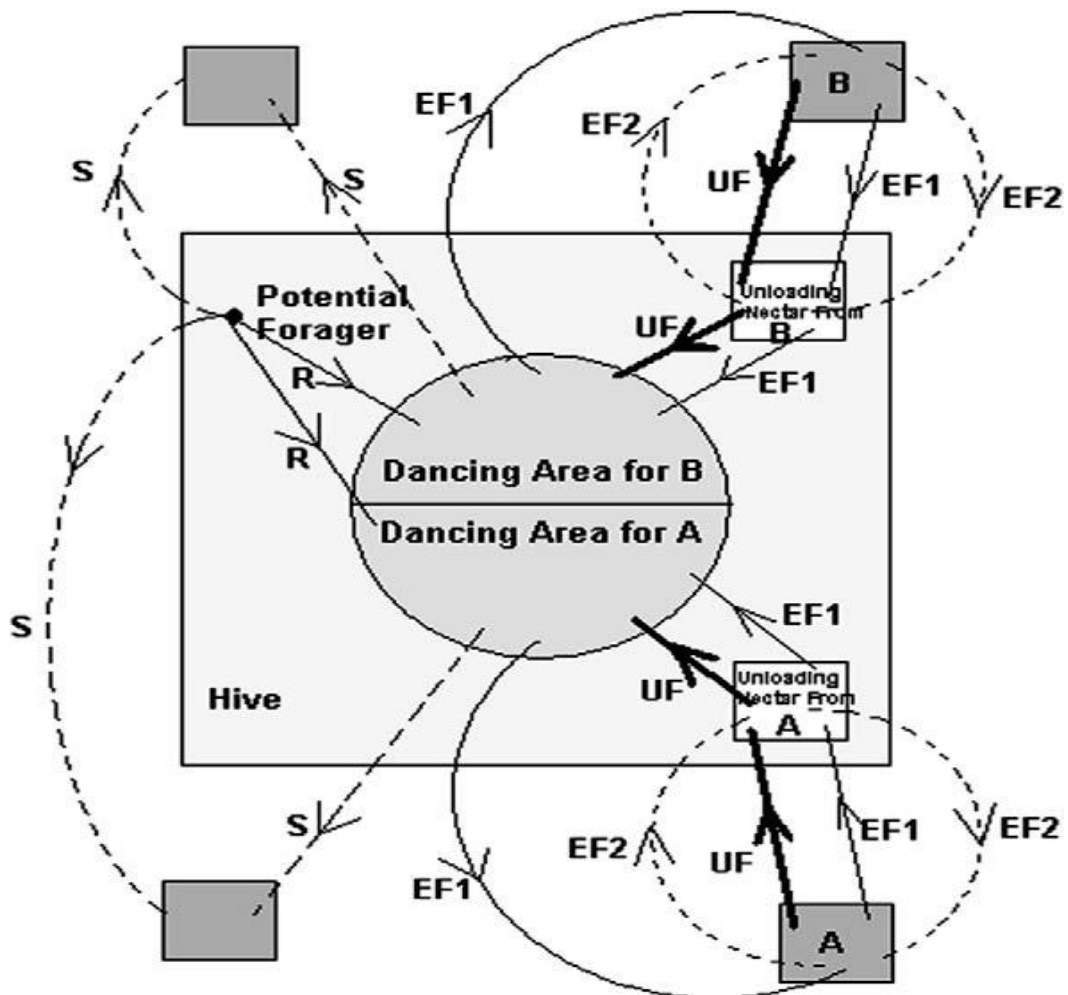 B
EF1
EF2
UF
EF1
EF2
S
S
Potential
Forager
Unloading
Nectar From
B
UF
EF1
R
R
Dancing Area for B
Dancing Area for A
S
EF1
Hive
UF
Unloading
Nectar From
A
S
EF1
EF2
UF
EF1
EF2
A